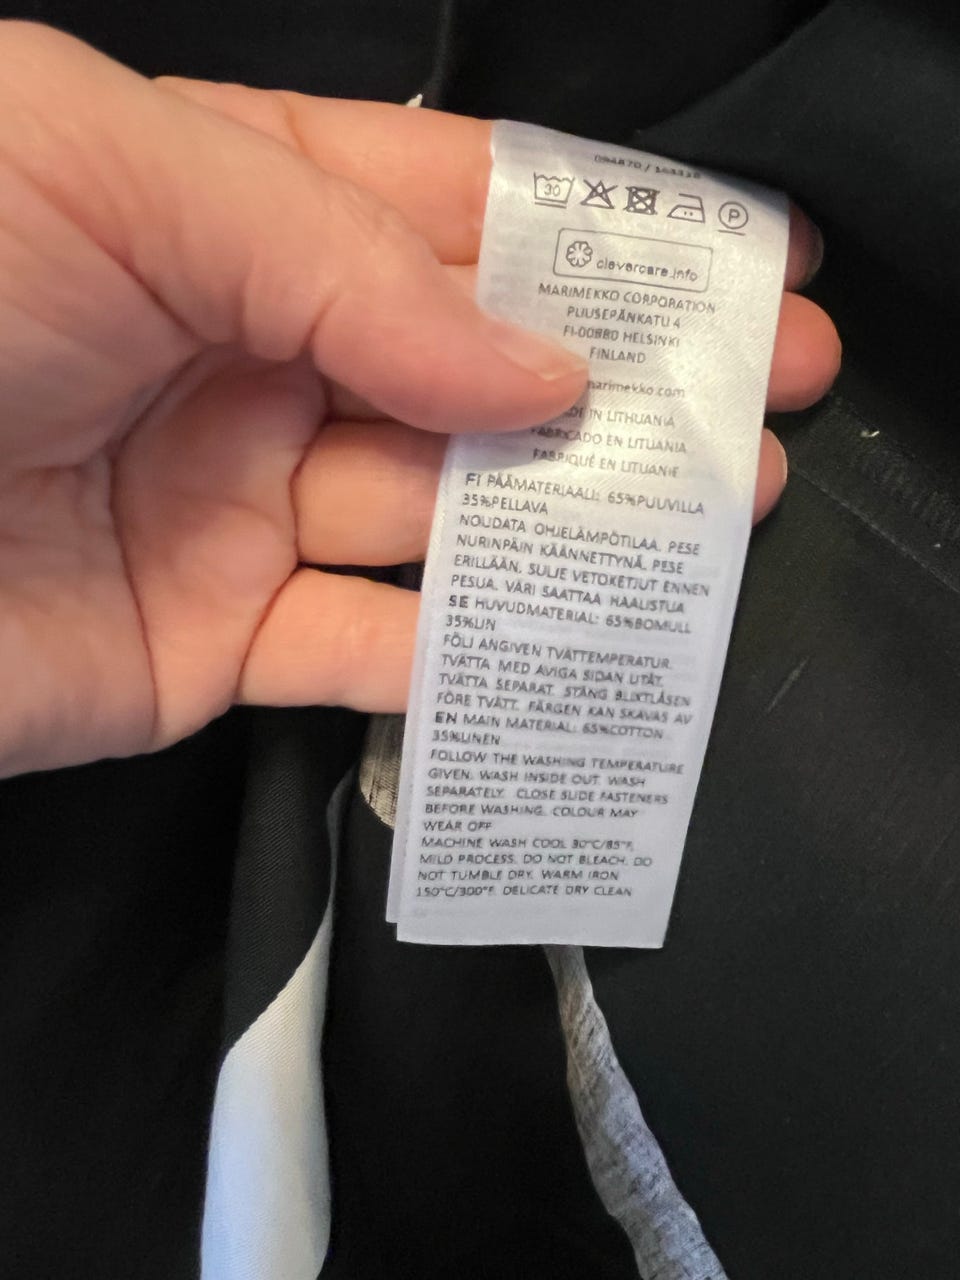 30
P
clevercare.info
MARIMEKKO CORPORATION
PUUSEPÄNKATU 4
FI-00880 HELSINKI
FINLAND
marimekko.com
IN LITHUANIA
FABRICADO EN LITUANIA
FABRIQUÉ EN LITUANIE
FI PÄÄMATERIAALI: 65%PUUVILLA
35%PELLAVA
NOUDATA OHJELÄMPÖTILAA. PESE
NURINPÄIN KÄÄNNETTYNÄ. PESE
ERILLÄÄN. SULJE VETOKETJUT ENNEN
PESUA. VÄRI SAATTAA HAALISTUA
SE HUVUDMATERIAL: 65%BOMULL
35%LIN
FÖLJ ANGIVEN TVÄTTEMPERATUR.
TVÄTTA MED AVIGA SIDAN UTÅT.
TVÄTTA SEPARAT. STÄNG BLIXTLÅSEN
FÖRE TVÄTT. FÄRGEN KAN SKAVAS AV
EN MAIN MATERIAL: 65%COTTON
35%LINEN
FOLLOW THE WASHING TEMPERATURE
GIVEN. WASH INSIDE OUT. WASH
SEPARATELY. CLOSE SLIDE FASTENERS
BEFORE WASHING. COLOUR MAY
WEAR OFF
MACHINE WASH COOL 30°C/85°F,
MILD PROCESS. DO NOT BLEACH. DO
NOT TUMBLE DRY. WARM IRON
150°C/300°F. DELICATE DRY CLEAN